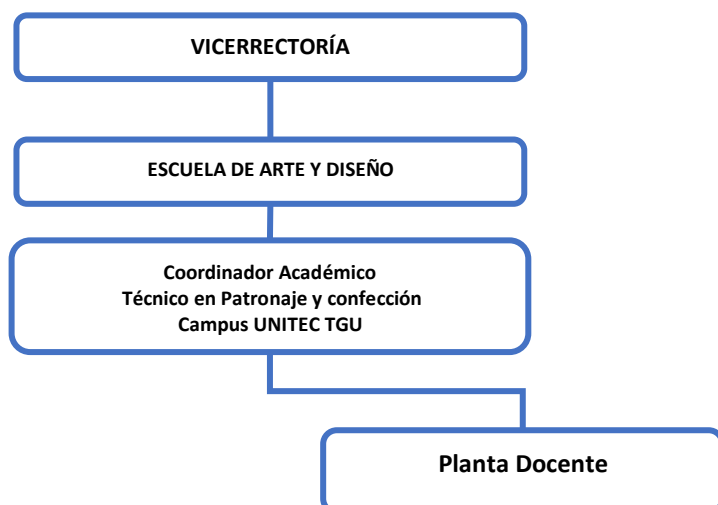 VICERRECTORÍA
ESCUELA DE ARTE Y DISEÑO
Coordinador Académico
Técnico en Patronaje y confección
Campus UNITEC TGU
Planta Docente